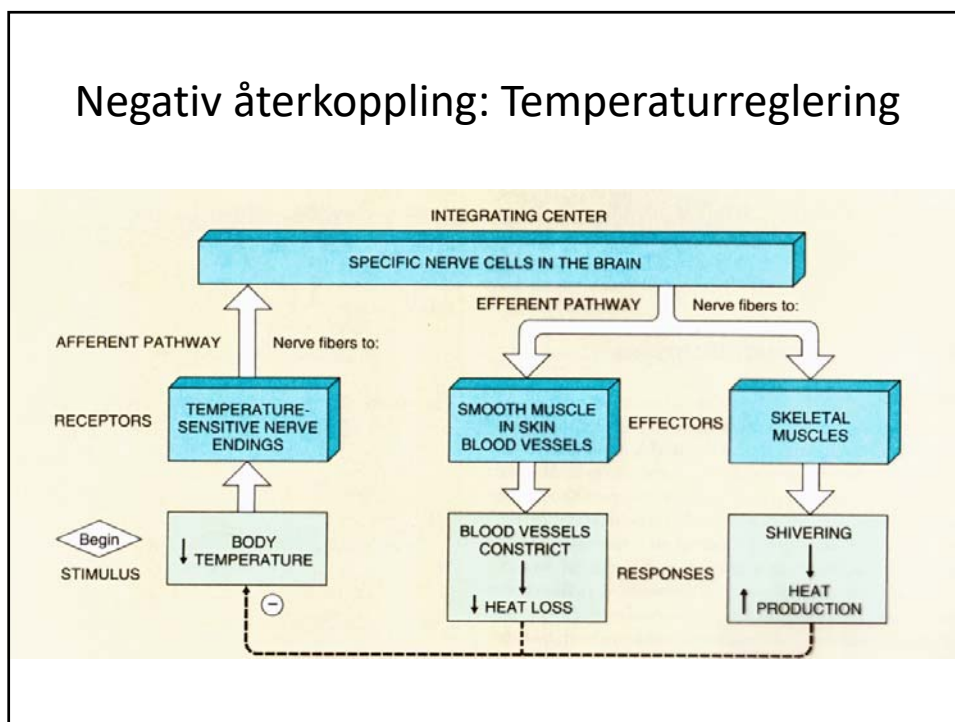 Negativ återkoppling: Temperaturreglering
INTEGRATING CENTER
SPECIFIC NERVE CELLS IN THE BRAIN
EFFERENT PATHWAY
Nerve fibers to:
AFFERENT PATHWAY
Nerve fibers to:
RECEPTORS
TEMPERATURE-
SENSITIVE NERVE
ENDINGS
SMOOTH MUSCLE
IN SKIN
BLOOD VESSELS
EFFECTORS
SKELETAL
MUSCLES
Begin
STIMULUS
↓ BODY
TEMPERATURE
BLOOD VESSELS
CONSTRICT
↓
↓ HEAT LOSS
RESPONSES
SHIVERING
↓
↑ HEAT
PRODUCTION
−